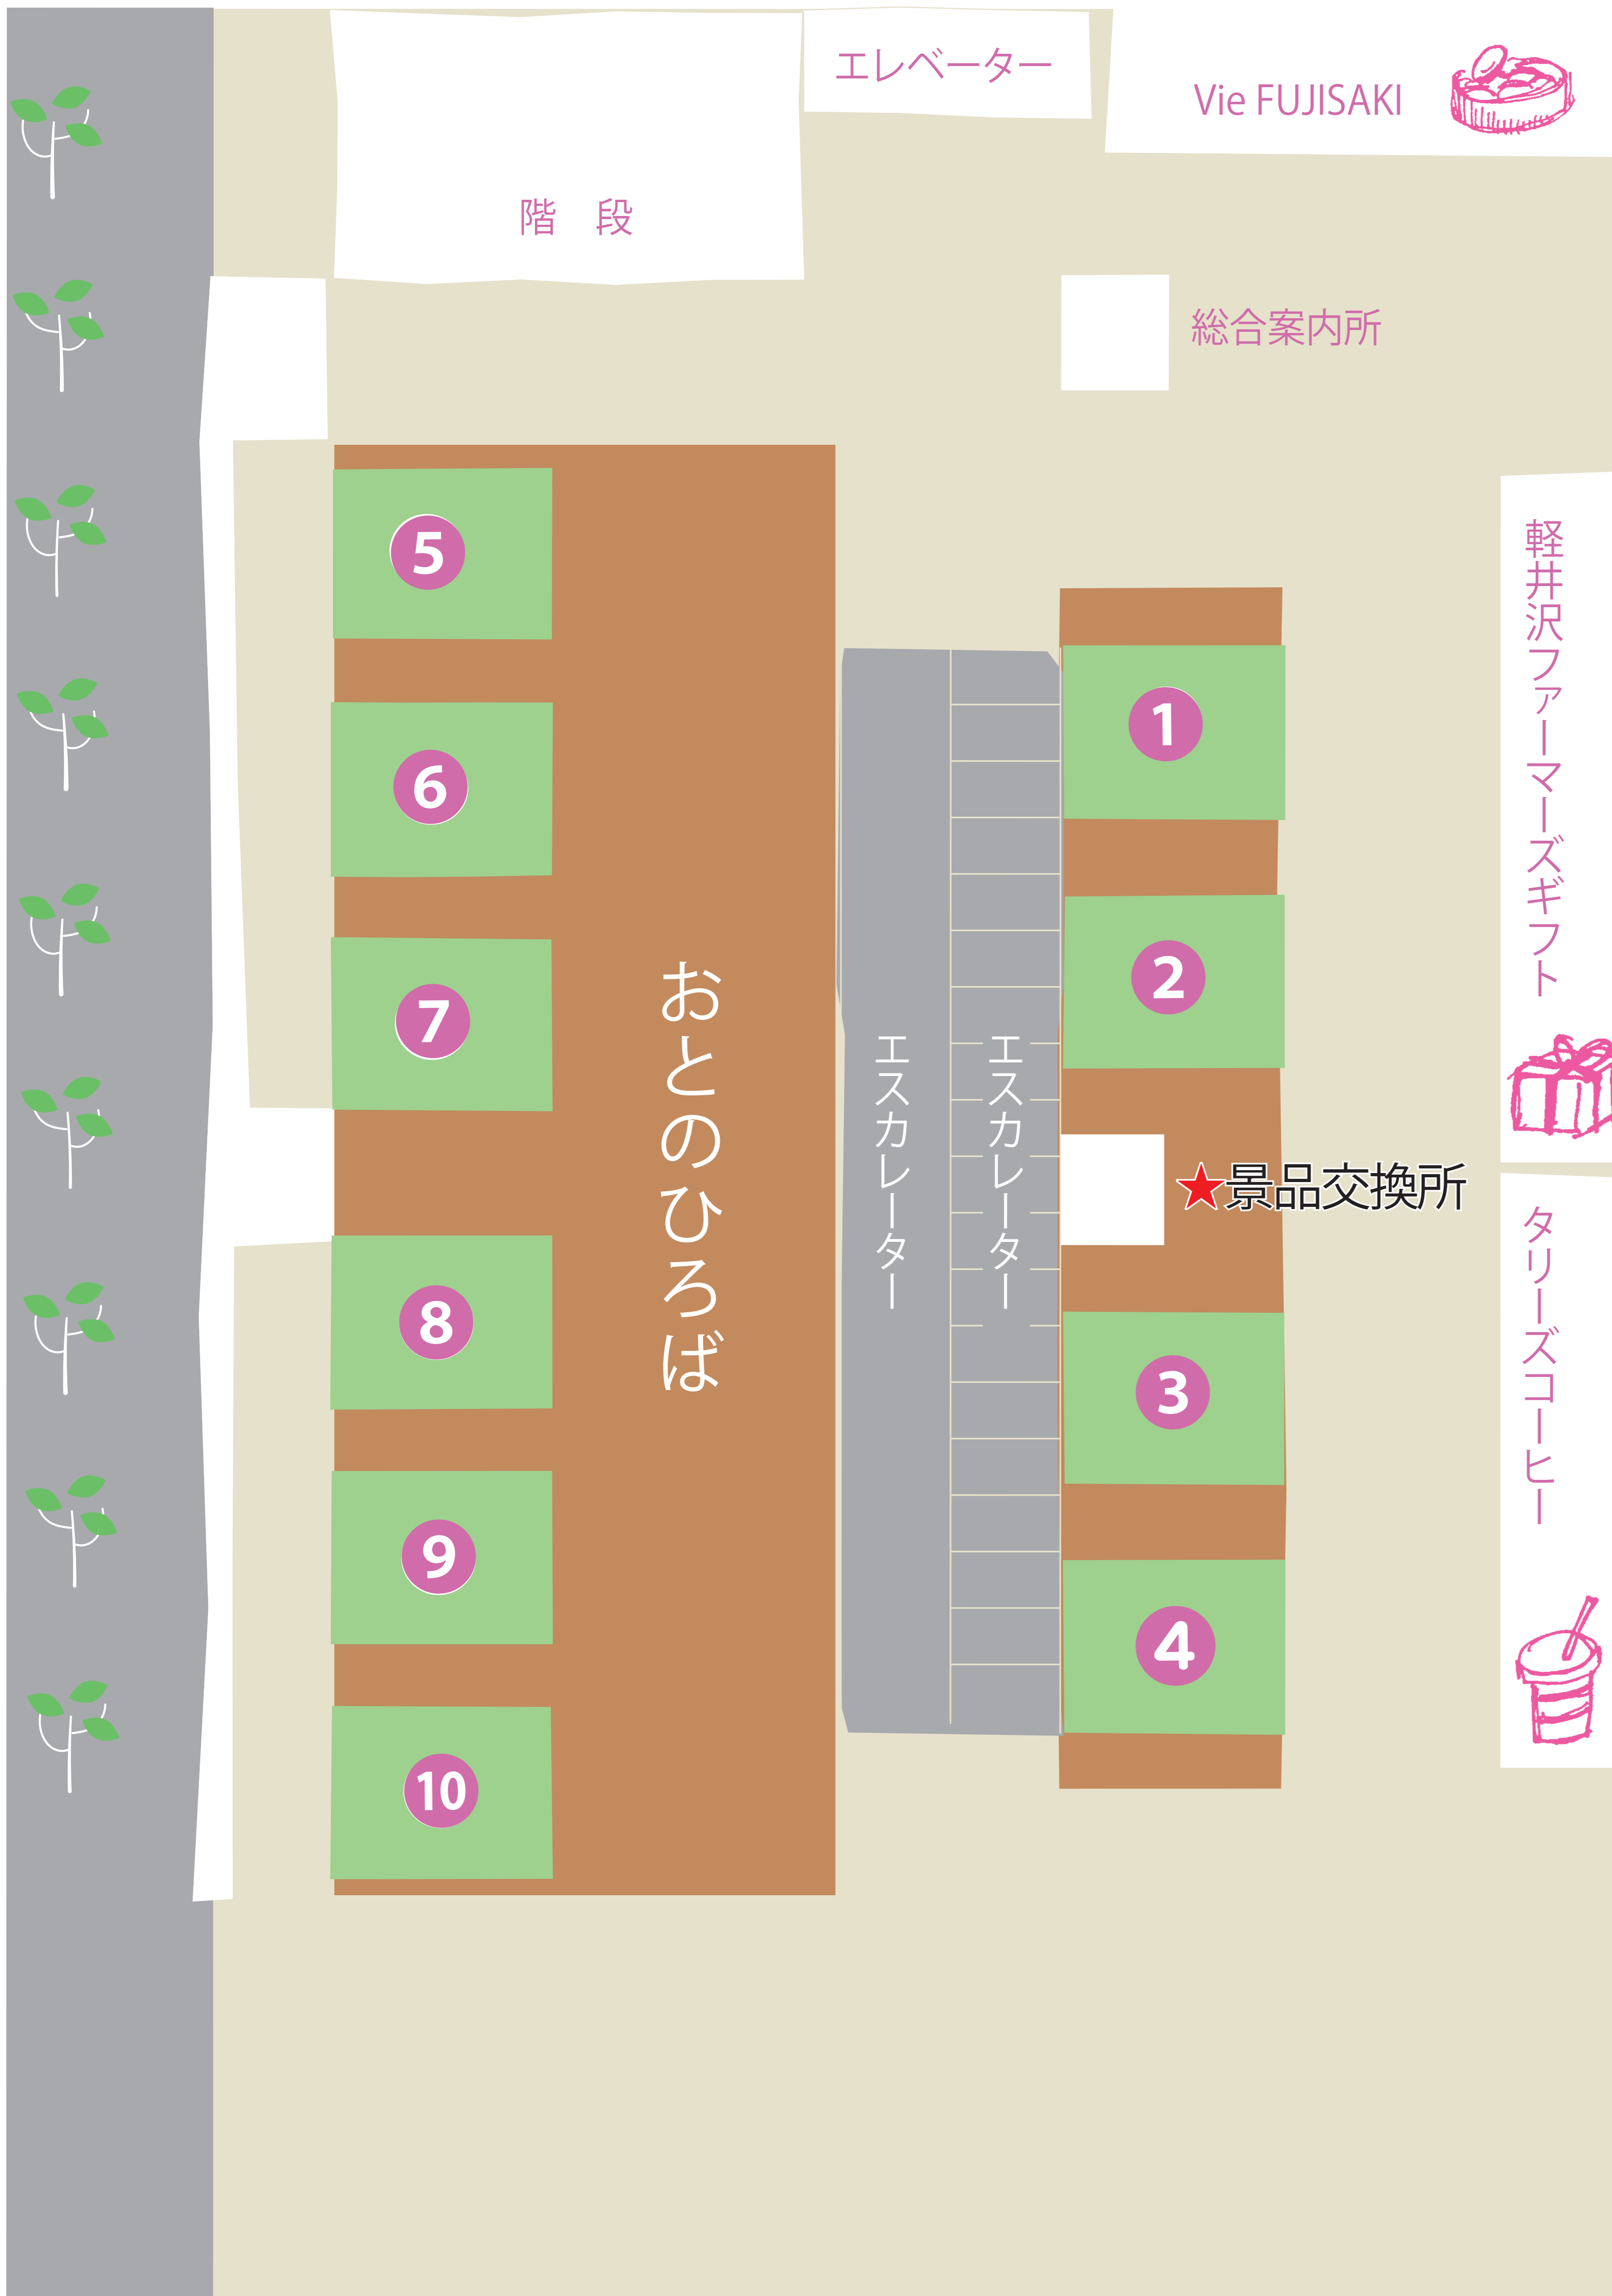 エレベーター
Vie FUJISAKI
階 段
総合案内所
軽井沢ファーマーズギフト
5
1
6
2
7
おとのひろば
エスカレーター
エスカレーター
★景品交換所
タリーズコーヒー
8
3
9
4
10